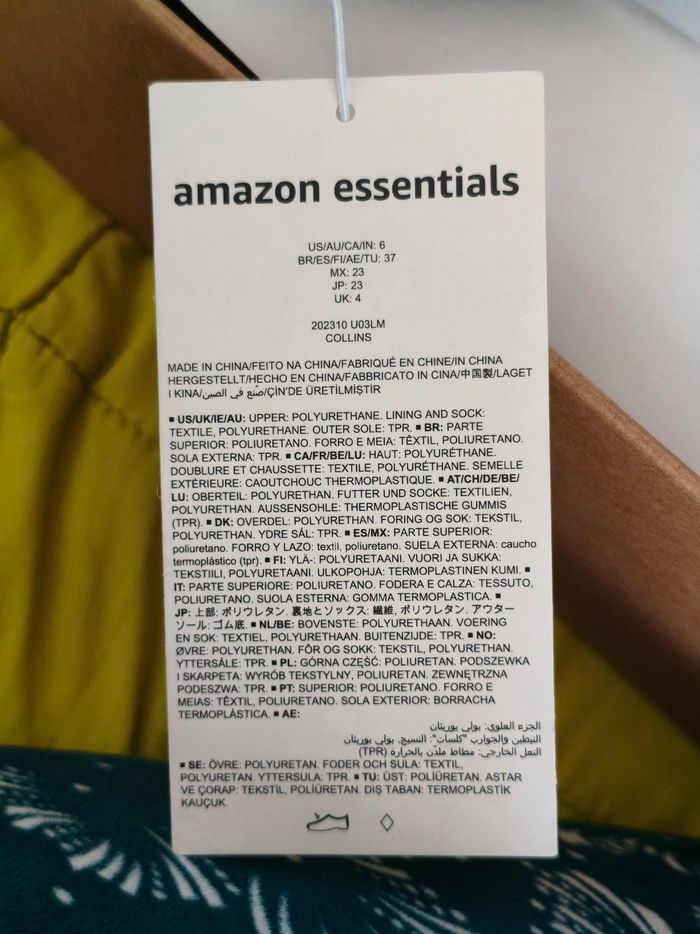 amazon essentials
US/AU/CA/IN: 6
BR/ES/FI/AE/TU: 37
MX: 23
JP: 23
UK: 4
202310 U03LM
COLLINS
MADE IN CHINA/FEITO NA CHINA/FABRIQUÉ EN CHINE/IN CHINA
HERGESTELLT/HECHO EN CHINA/FABBRICATO IN CINA/中国製/LAGET
I KINA/صُنع في الصين/ÇİN'DE ÜRETİLMİŞTİR
▪ US/UK/IE/AU: UPPER: POLYURETHANE. LINING AND SOCK:
TEXTILE, POLYURETHANE. OUTER SOLE: TPR. ▪ BR: PARTE
SUPERIOR: POLIURETANO. FORRO E MEIA: TÊXTIL, POLIURETANO.
SOLA EXTERNA: TPR. ▪ CA/FR/BE/LU: HAUT: POLYURÉTHANE.
DOUBLURE ET CHAUSSETTE: TEXTILE, POLYURÉTHANE. SEMELLE
EXTÉRIEURE: CAOUTCHOUC THERMOPLASTIQUE. ▪ AT/CH/DE/BE/
LU: OBERTEIL: POLYURETHAN. FUTTER UND SOCKE: TEXTILIEN,
POLYURETHAN. AUSSENSOHLE: THERMOPLASTISCHE GUMMIS
(TPR). ▪ DK: OVERDEL: POLYURETHAN. FORING OG SOK: TEKSTIL,
POLYURETHAN. YDRE SÅL: TPR. ▪ ES/MX: PARTE SUPERIOR:
poliuretano. FORRO Y LAZO: textil, poliuretano. SUELA EXTERNA: caucho
termoplástico (tpr). ▪ FI: YLÄ-: POLYURETAANI. VUORI JA SUKKA:
TEKSTIILI, POLYURETAANI. ULKOPOHJA: TERMOPLASTINEN KUMI. ▪
IT: PARTE SUPERIORE: POLIURETANO. FODERA E CALZA: TESSUTO,
POLIURETANO. SUOLA ESTERNA: GOMMA TERMOPLASTICA. ▪
JP: 上部: ポリウレタン. 裏地とソックス: 繊維, ポリウレタン. アウター
ソール: ゴム底. ▪ NL/BE: BOVENSTE: POLYURETHAAN. VOERING
EN SOK: TEXTIEL, POLYURETHAAN. BUITENZIJDE: TPR. ▪ NO:
ØVRE: POLYURETHAN. FÔR OG SOKK: TEKSTIL, POLYURETHAN.
YTTERSÅLE: TPR. ▪ PL: GÓRNA CZĘŚĆ: POLIURETAN. PODSZEWKA
I SKARPETA: WYRÓB TEKSTYLNY, POLIURETAN. ZEWNĘTRZNA
PODESZWA: TPR. ▪ PT: SUPERIOR: POLIURETANO. FORRO E
MEIAS: TÊXTIL, POLIURETANO. SOLA EXTERIOR: BORRACHA
TERMOPLÁSTICA. ▪ AE:
الجزء العلوي: بولي يوريثان
التبطين والجوارب "كلسات": النسيج, بولي يوريثان
النعل الخارجي: مطاط ملدّن بالحرارة (TPR)
▪ SE: ÖVRE: POLYURETAN. FODER OCH SULA: TEXTIL,
POLYURETAN. YTTERSULA: TPR. ▪ TU: ÜST: POLİÜRETAN. ASTAR
VE ÇORAP: TEKSTİL, POLİÜRETAN. DIŞ TABAN: TERMOPLASTİK
KAUÇUK.